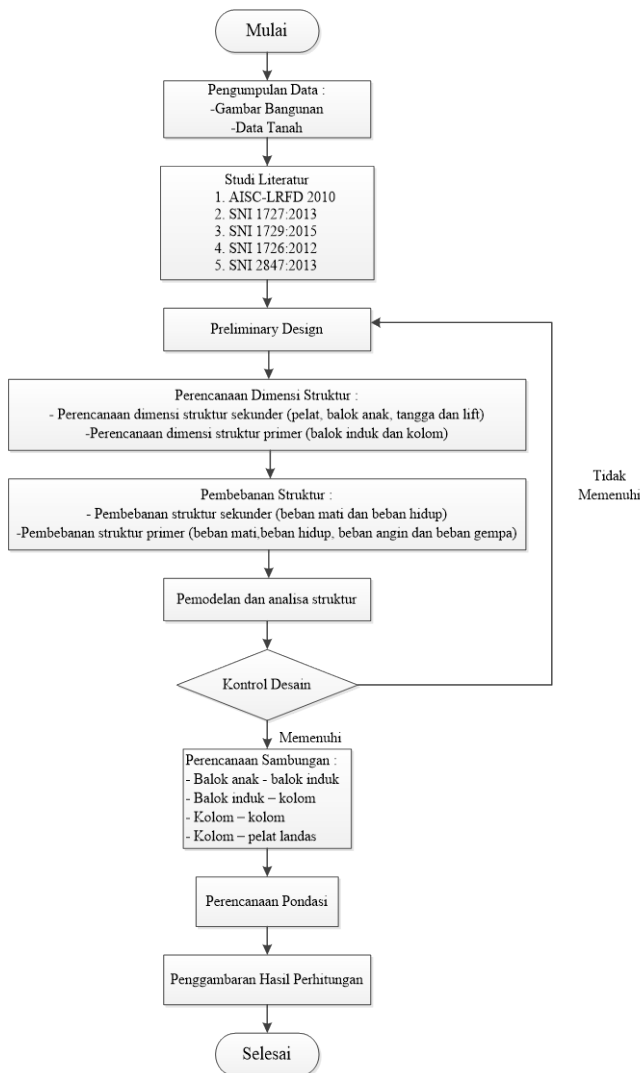 Mulai
Pengumpulan Data :
-Gambar Bangunan
-Data Tanah
Studi Literatur
1. AISC-LRFD 2010
2. SNI 1727:2013
3. SNI 1729:2015
4. SNI 1726:2012
5. SNI 2847:2013
Preliminary Design
Perencanaan Dimensi Struktur :
- Perencanaan dimensi struktur sekunder (pelat, balok anak, tangga dan lift)
-Perencanaan dimensi struktur primer (balok induk dan kolom)
Tidak
Memenuhi
Pembebanan Struktur :
- Pembebanan struktur sekunder (beban mati dan beban hidup)
-Pembebanan struktur primer (beban mati,beban hidup, beban angin dan beban gempa)
Pemodelan dan analisa struktur
Kontrol Desain
Memenuhi
Perencanaan Sambungan :
- Balok anak - balok induk
- Balok induk – kolom
- Kolom – kolom
- Kolom – pelat landas
Perencanaan Pondasi
Penggambaran Hasil Perhitungan
Selesai